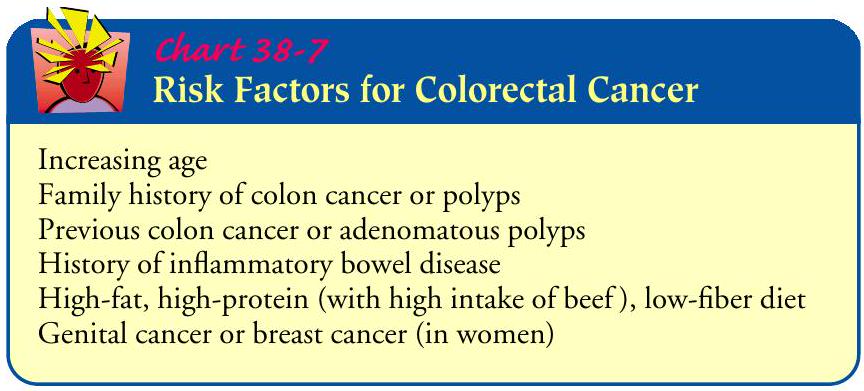 Chart 38-7
Risk Factors for Colorectal Cancer
Increasing age
Family history of colon cancer or polyps
Previous colon cancer or adenomatous polyps
History of inflammatory bowel disease
High-fat, high-protein (with high intake of beef), low-fiber diet
Genital cancer or breast cancer (in women)